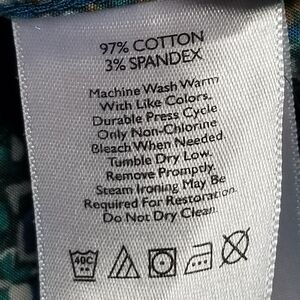 97% COTTON
3% SPANDEX
Machine Wash Warm
With Like Colors.
Durable Press Cycle
Only Non-Chlorine
Bleach When Needed
Tumble Dry Low.
Remove Promptly
Steam Ironing May Be
Required For Restoration.
Do Not Dry Clean
40C